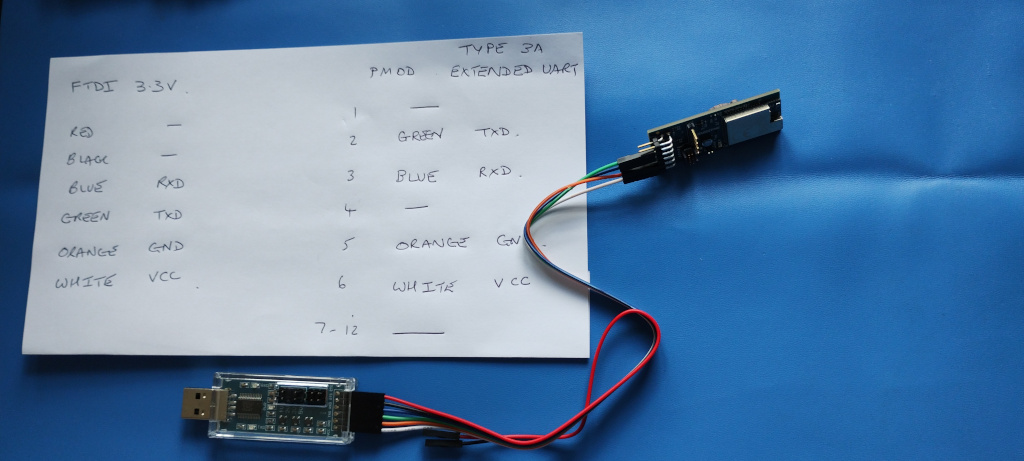 FTDI 3.3V.
RED —
BLACK —
BLUE RXD
GREEN TXD
ORANGE GND
WHITE VCC.
TYPE 3A
PMOD. EXTENDED UART
1 —
2 GREEN TXD.
3 BLUE RXD.
4 —
5 ORANGE GN
6 WHITE VCC
7-12 —